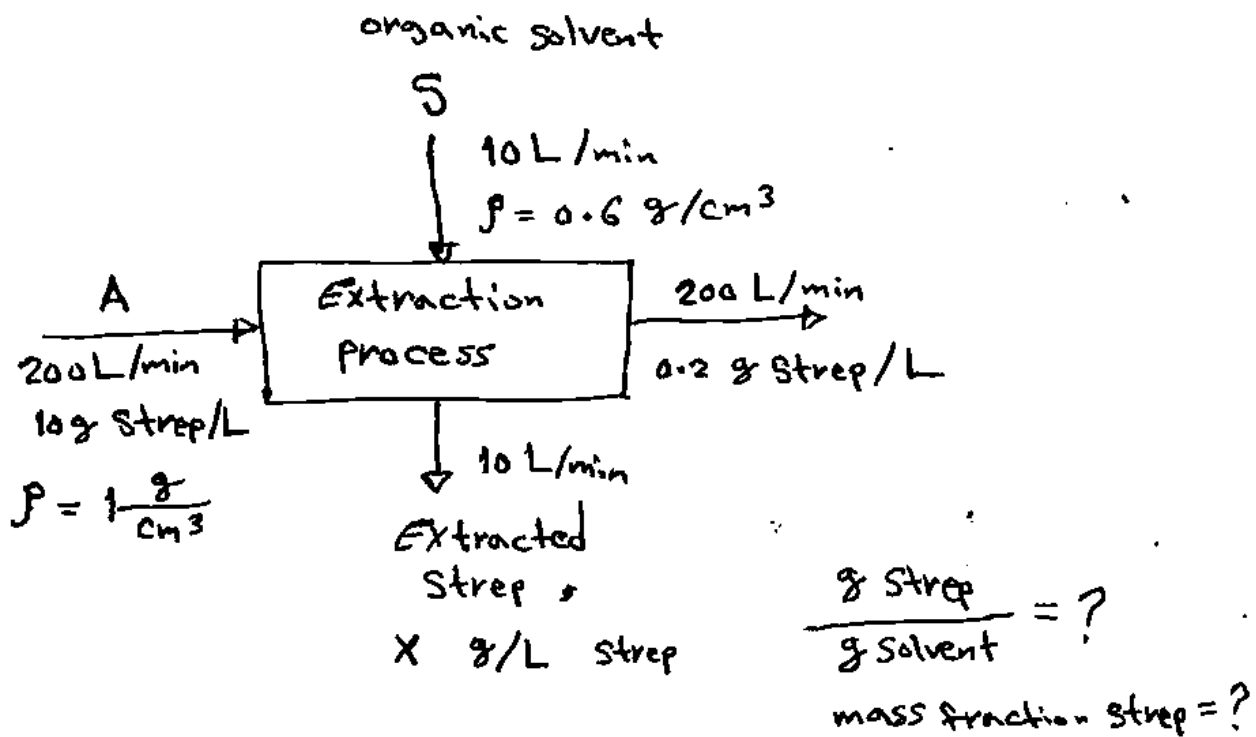 organic solvent
S
10 L/min
ρ = 0.6 g/cm³
A
200 L/min
10 g Strep/L
ρ = 1 g/cm³
Extraction
process
200 L/min
0.2 g Strep/L
10 L/min
Extracted
Strep.
X g/L strep
g strep / g solvent = ?
mass fraction strep = ?